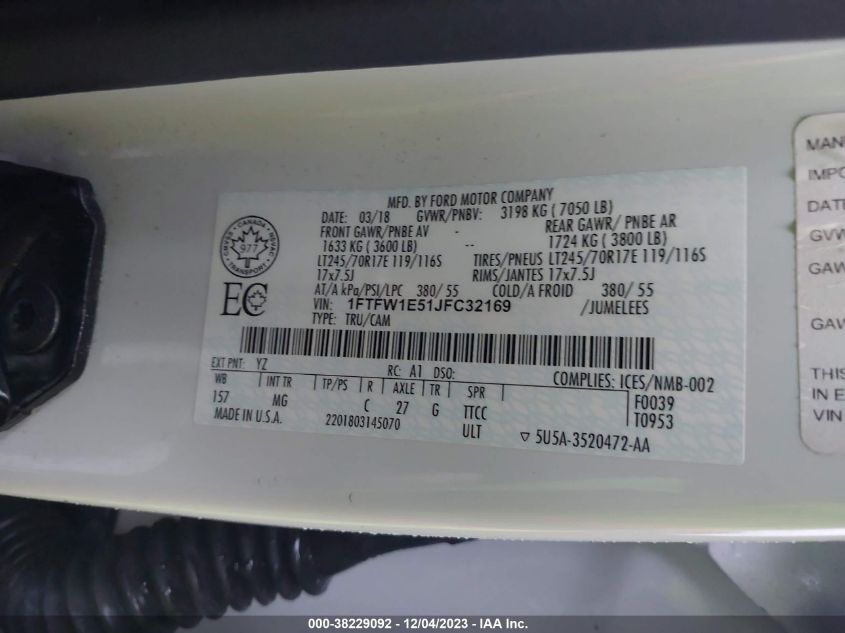 MFD. BY FORD MOTOR COMPANY
DATE: 03/18 GVWR/PNBV: 3198 KG ( 7050 LB)
FRONT GAWR/PNBE AV -- REAR GAWR/ PNBE AR
1633 KG ( 3600 LB) 1724 KG ( 3800 LB)
LT245/70R17E 119/116S TIRES/PNEUS LT245/70R17E 119/116S
17x7.5J RIMS/JANTES 17x7.5J
AT/A kPa/PSI/LPC 380/ 55 COLD/A FROID 380/ 55
VIN: 1FTFW1E51JFC32169 /JUMELEES
TYPE: TRU/CAM
CANADA
977
TRANSPORT
EC
EXT PNT: YZ RC: A1 DSO: COMPLIES: ICES/NMB-002
WB INT TR TP/PS R AXLE TR SPR F0039
157 MG C 27 G TTCC T0953
MADE IN U.S.A. 2201803145070 ULT ▽ 5U5A-3520472-AA
MANU
IMPO
DATE
GVW
GAW
GAW
THIS
IN E
VIN
000-38229092 - 12/04/2023 - IAA Inc.